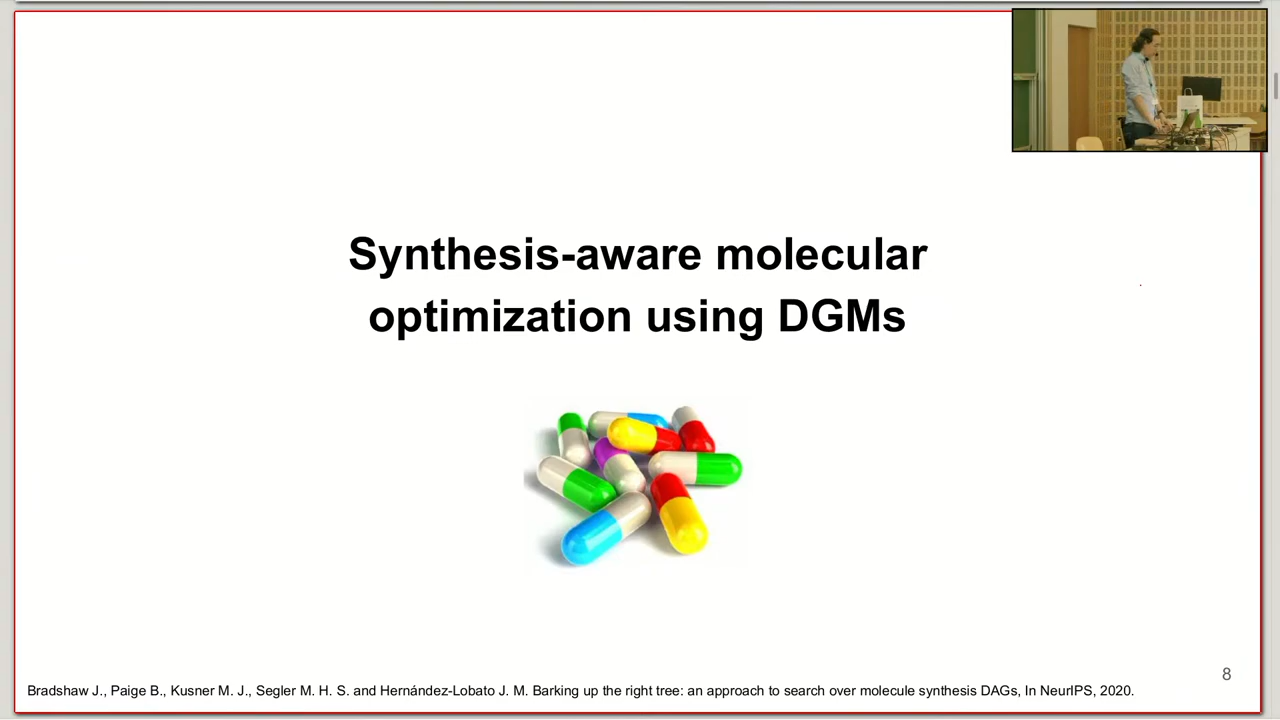 Synthesis-aware molecular
optimization using DGMs
8
Bradshaw J., Paige B., Kusner M. J., Segler M. H. S. and Hernández-Lobato J. M. Barking up the right tree: an approach to search over molecule synthesis DAGs, In NeurIPS, 2020.